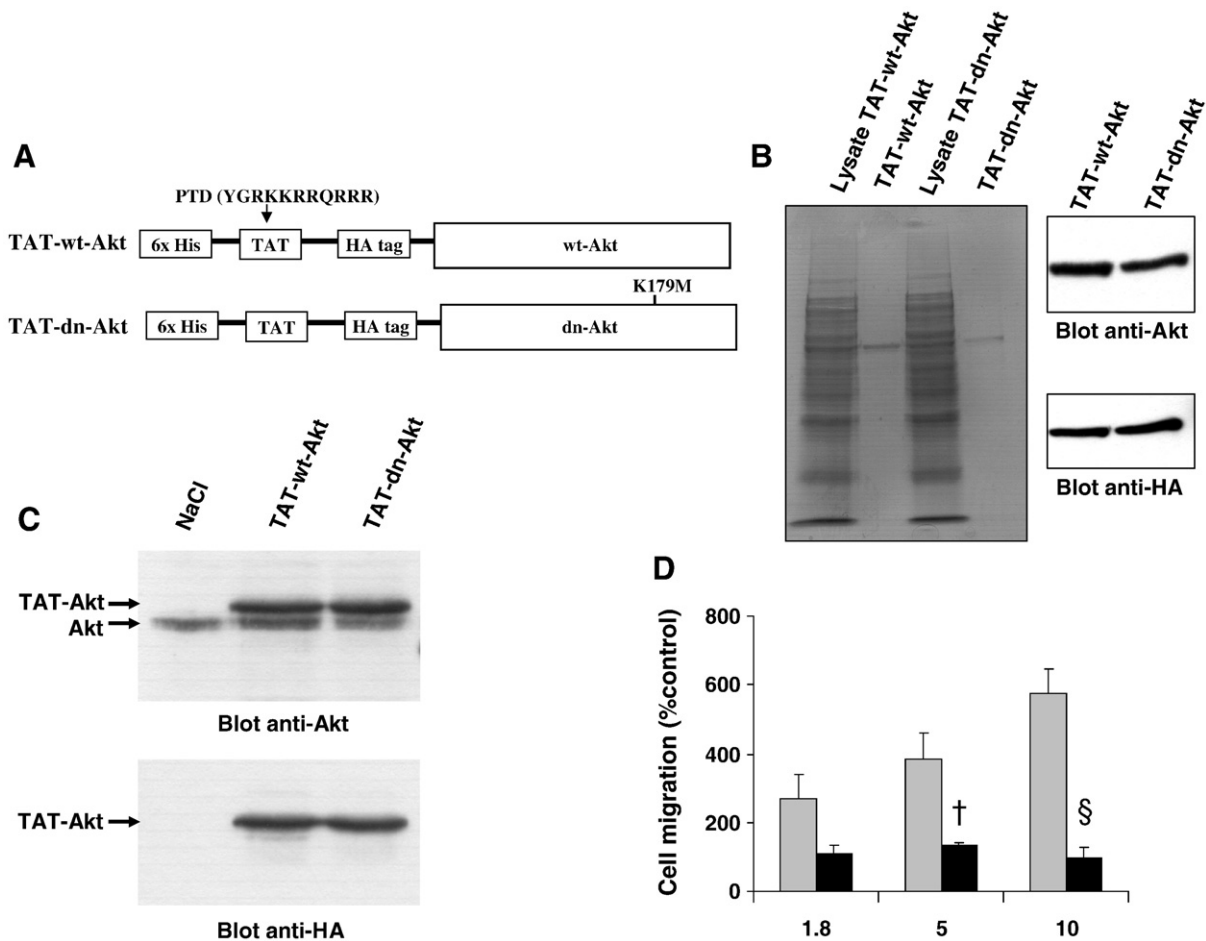 A
PTD (YGRKKRRQRRR)
TAT-wt-Akt
6x His
TAT
HA tag
wt-Akt
K179M
TAT-dn-Akt
6x His
TAT
HA tag
dn-Akt
B
Lysate TAT-wt-Akt
TAT-wt-Akt
Lysate TAT-dn-Akt
TAT-dn-Akt
TAT-wt-Akt
TAT-dn-Akt
Blot anti-Akt
Blot anti-HA
C
NaCl
TAT-wt-Akt
TAT-dn-Akt
TAT-Akt
Akt
Blot anti-Akt
TAT-Akt
Blot anti-HA
D
Cell migration (%control)
800
600
400
200
0
†
§
1.8
5
10